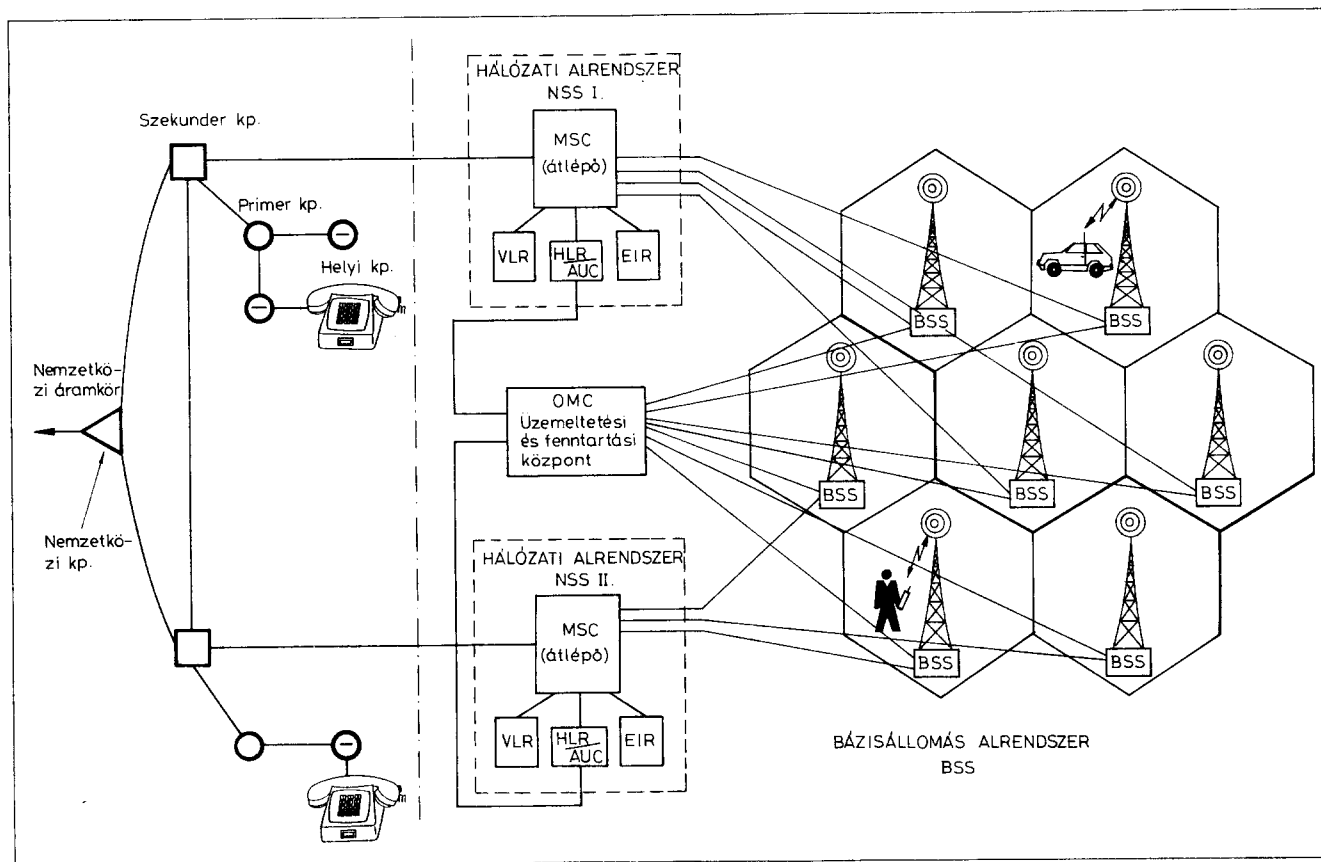 HÁLÓZATI ALRENDSZER
NSS I.
Szekunder kp.
MSC
(átlépő)
Primer kp.
VLR
HLR
AUC
EIR
Helyi kp.
BSS
BSS
Nemzetkö-
zi áramkör
OMC
Üzemeltetési
és fenntartási
központ
BSS
BSS
BSS
Nemzetkö-
zi kp.
HÁLÓZATI ALRENDSZER
NSS II.
MSC
(átlépő)
BSS
BSS
VLR
HLR
AUC
EIR
BÁZISÁLLOMÁS ALRENDSZER
BSS